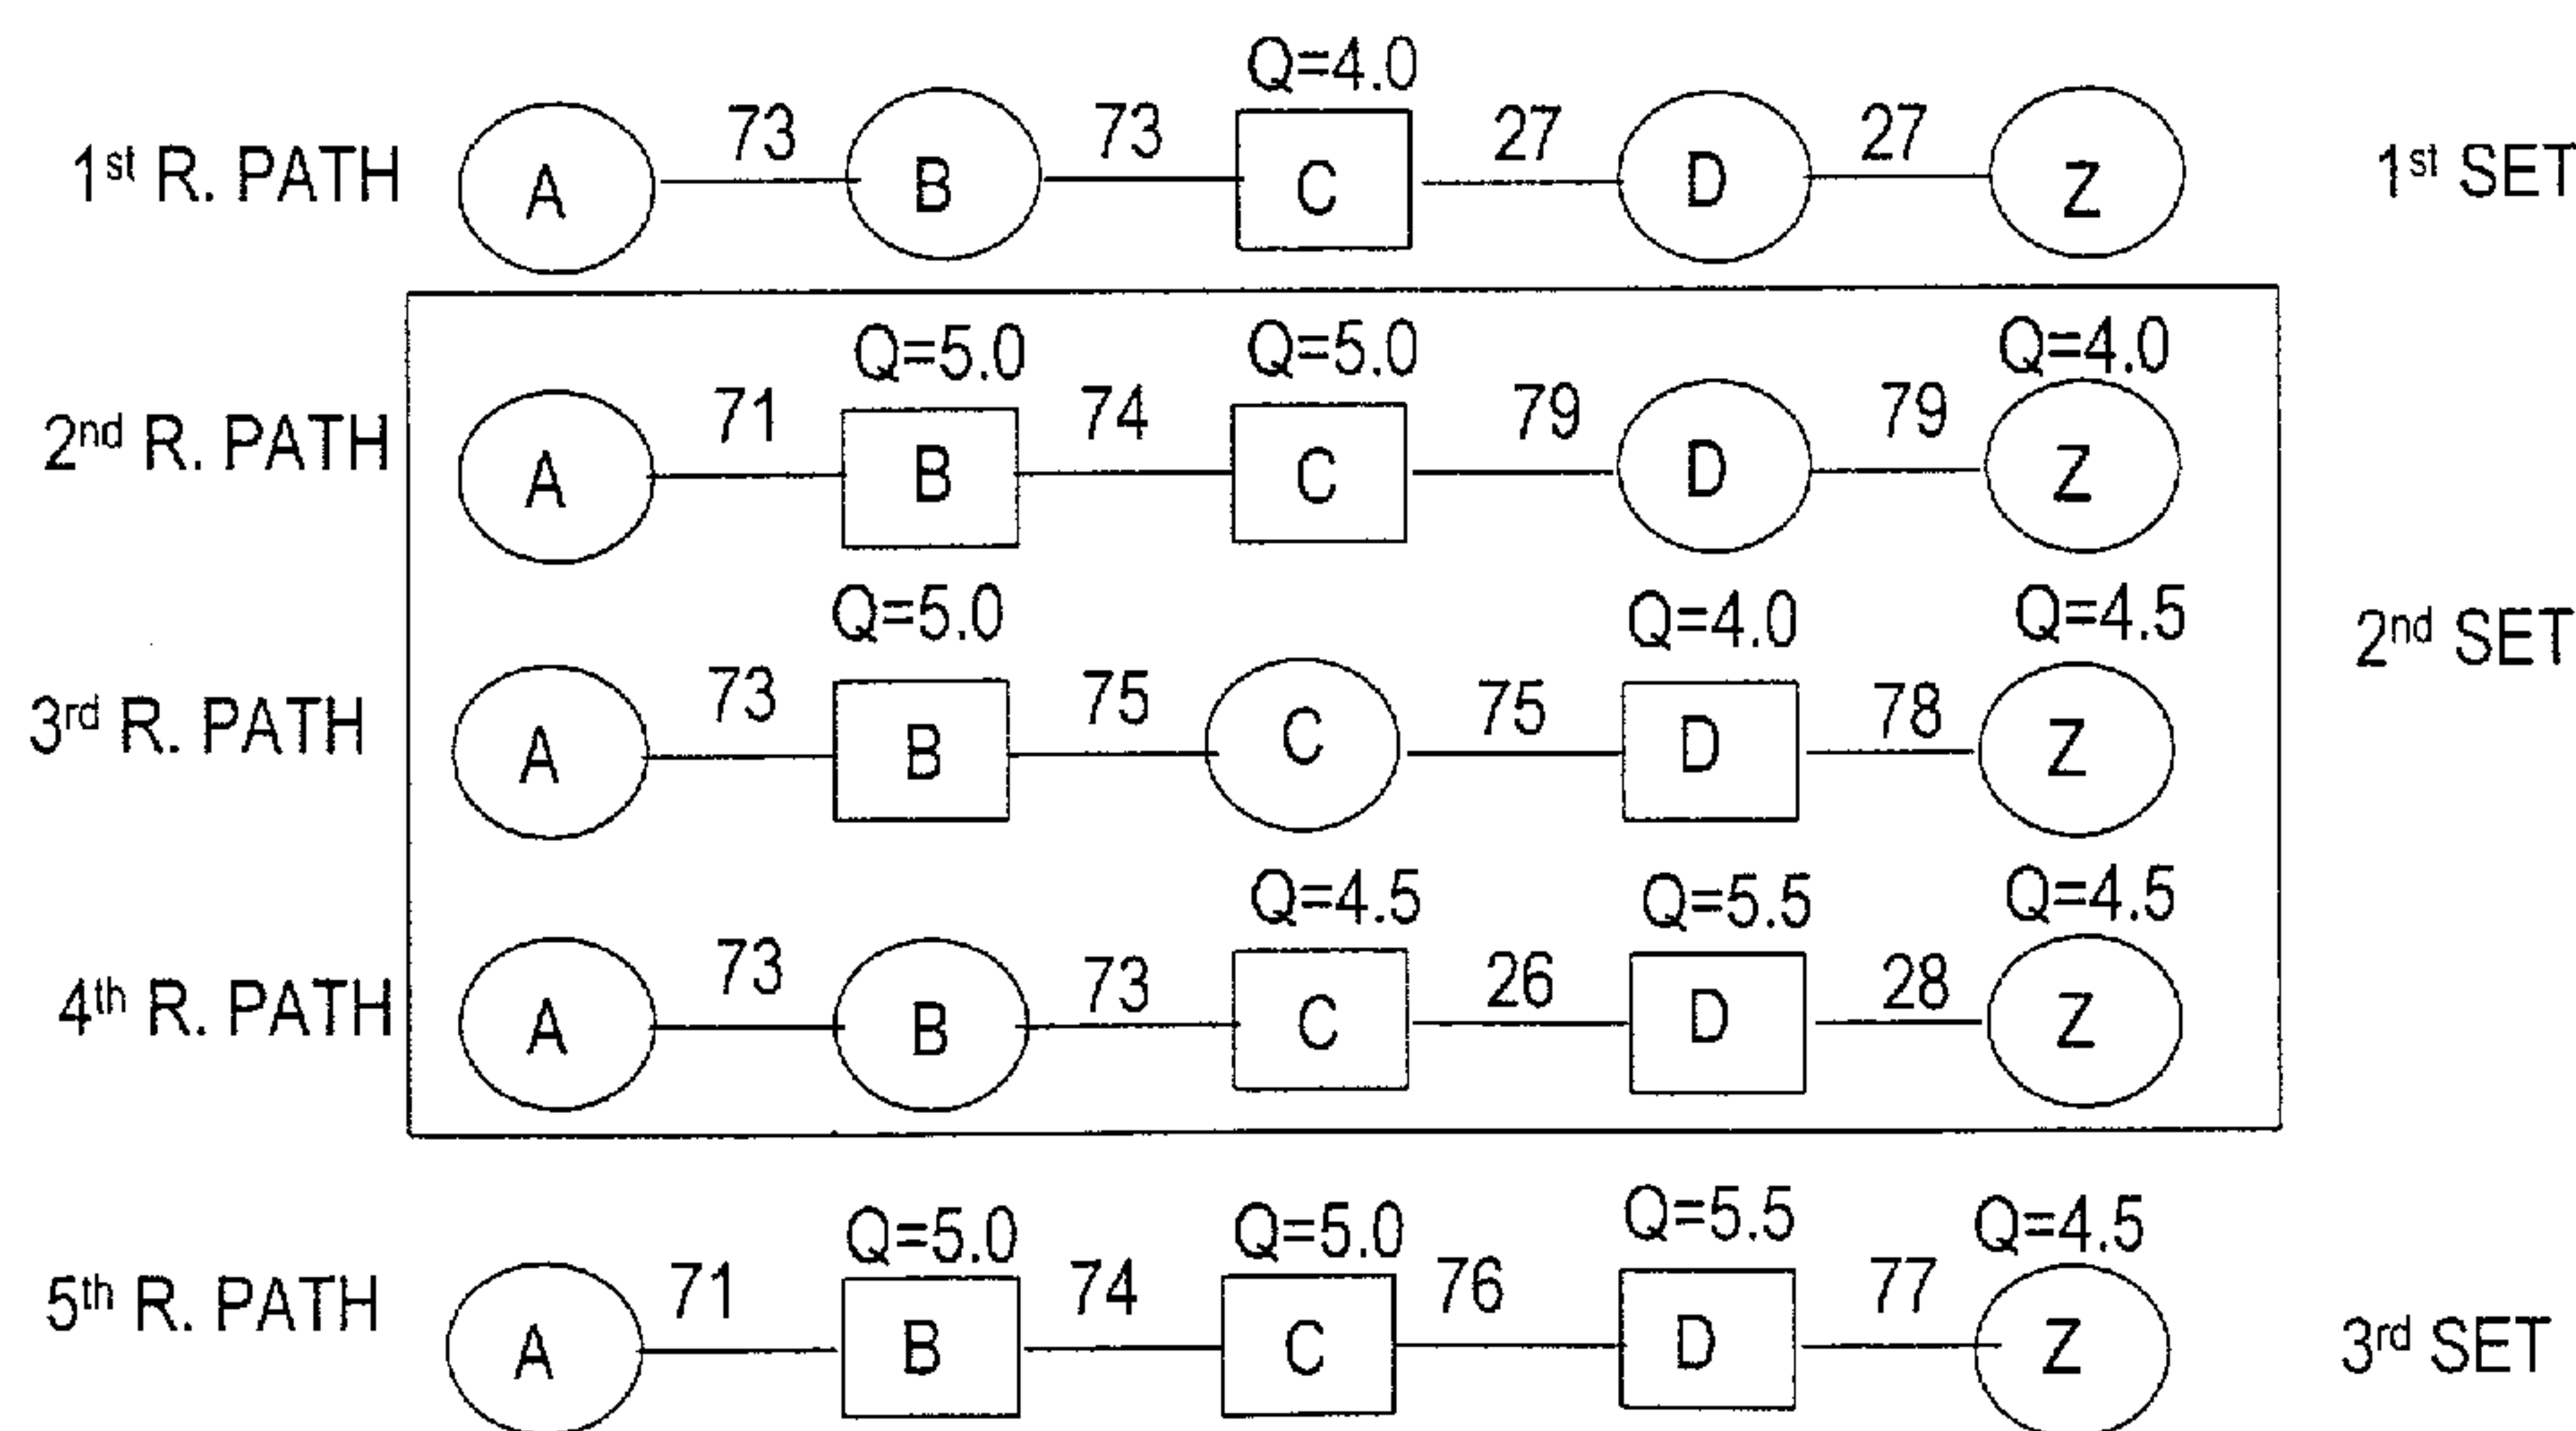 Q=4.0
1st R. PATH A 73 B 73 C 27 D 27 Z 1st SET
Q=5.0 Q=5.0 Q=4.0
2nd R. PATH A 71 B 74 C 79 D 79 Z
Q=5.0 Q=4.0 Q=4.5
2nd SET
3rd R. PATH A 73 B 75 C 75 D 78 Z
Q=4.5 Q=5.5 Q=4.5
4th R. PATH A 73 B 73 C 26 D 28 Z
Q=5.0 Q=5.0 Q=5.5 Q=4.5
5th R. PATH A 71 B 74 C 76 D 77 Z 3rd SET